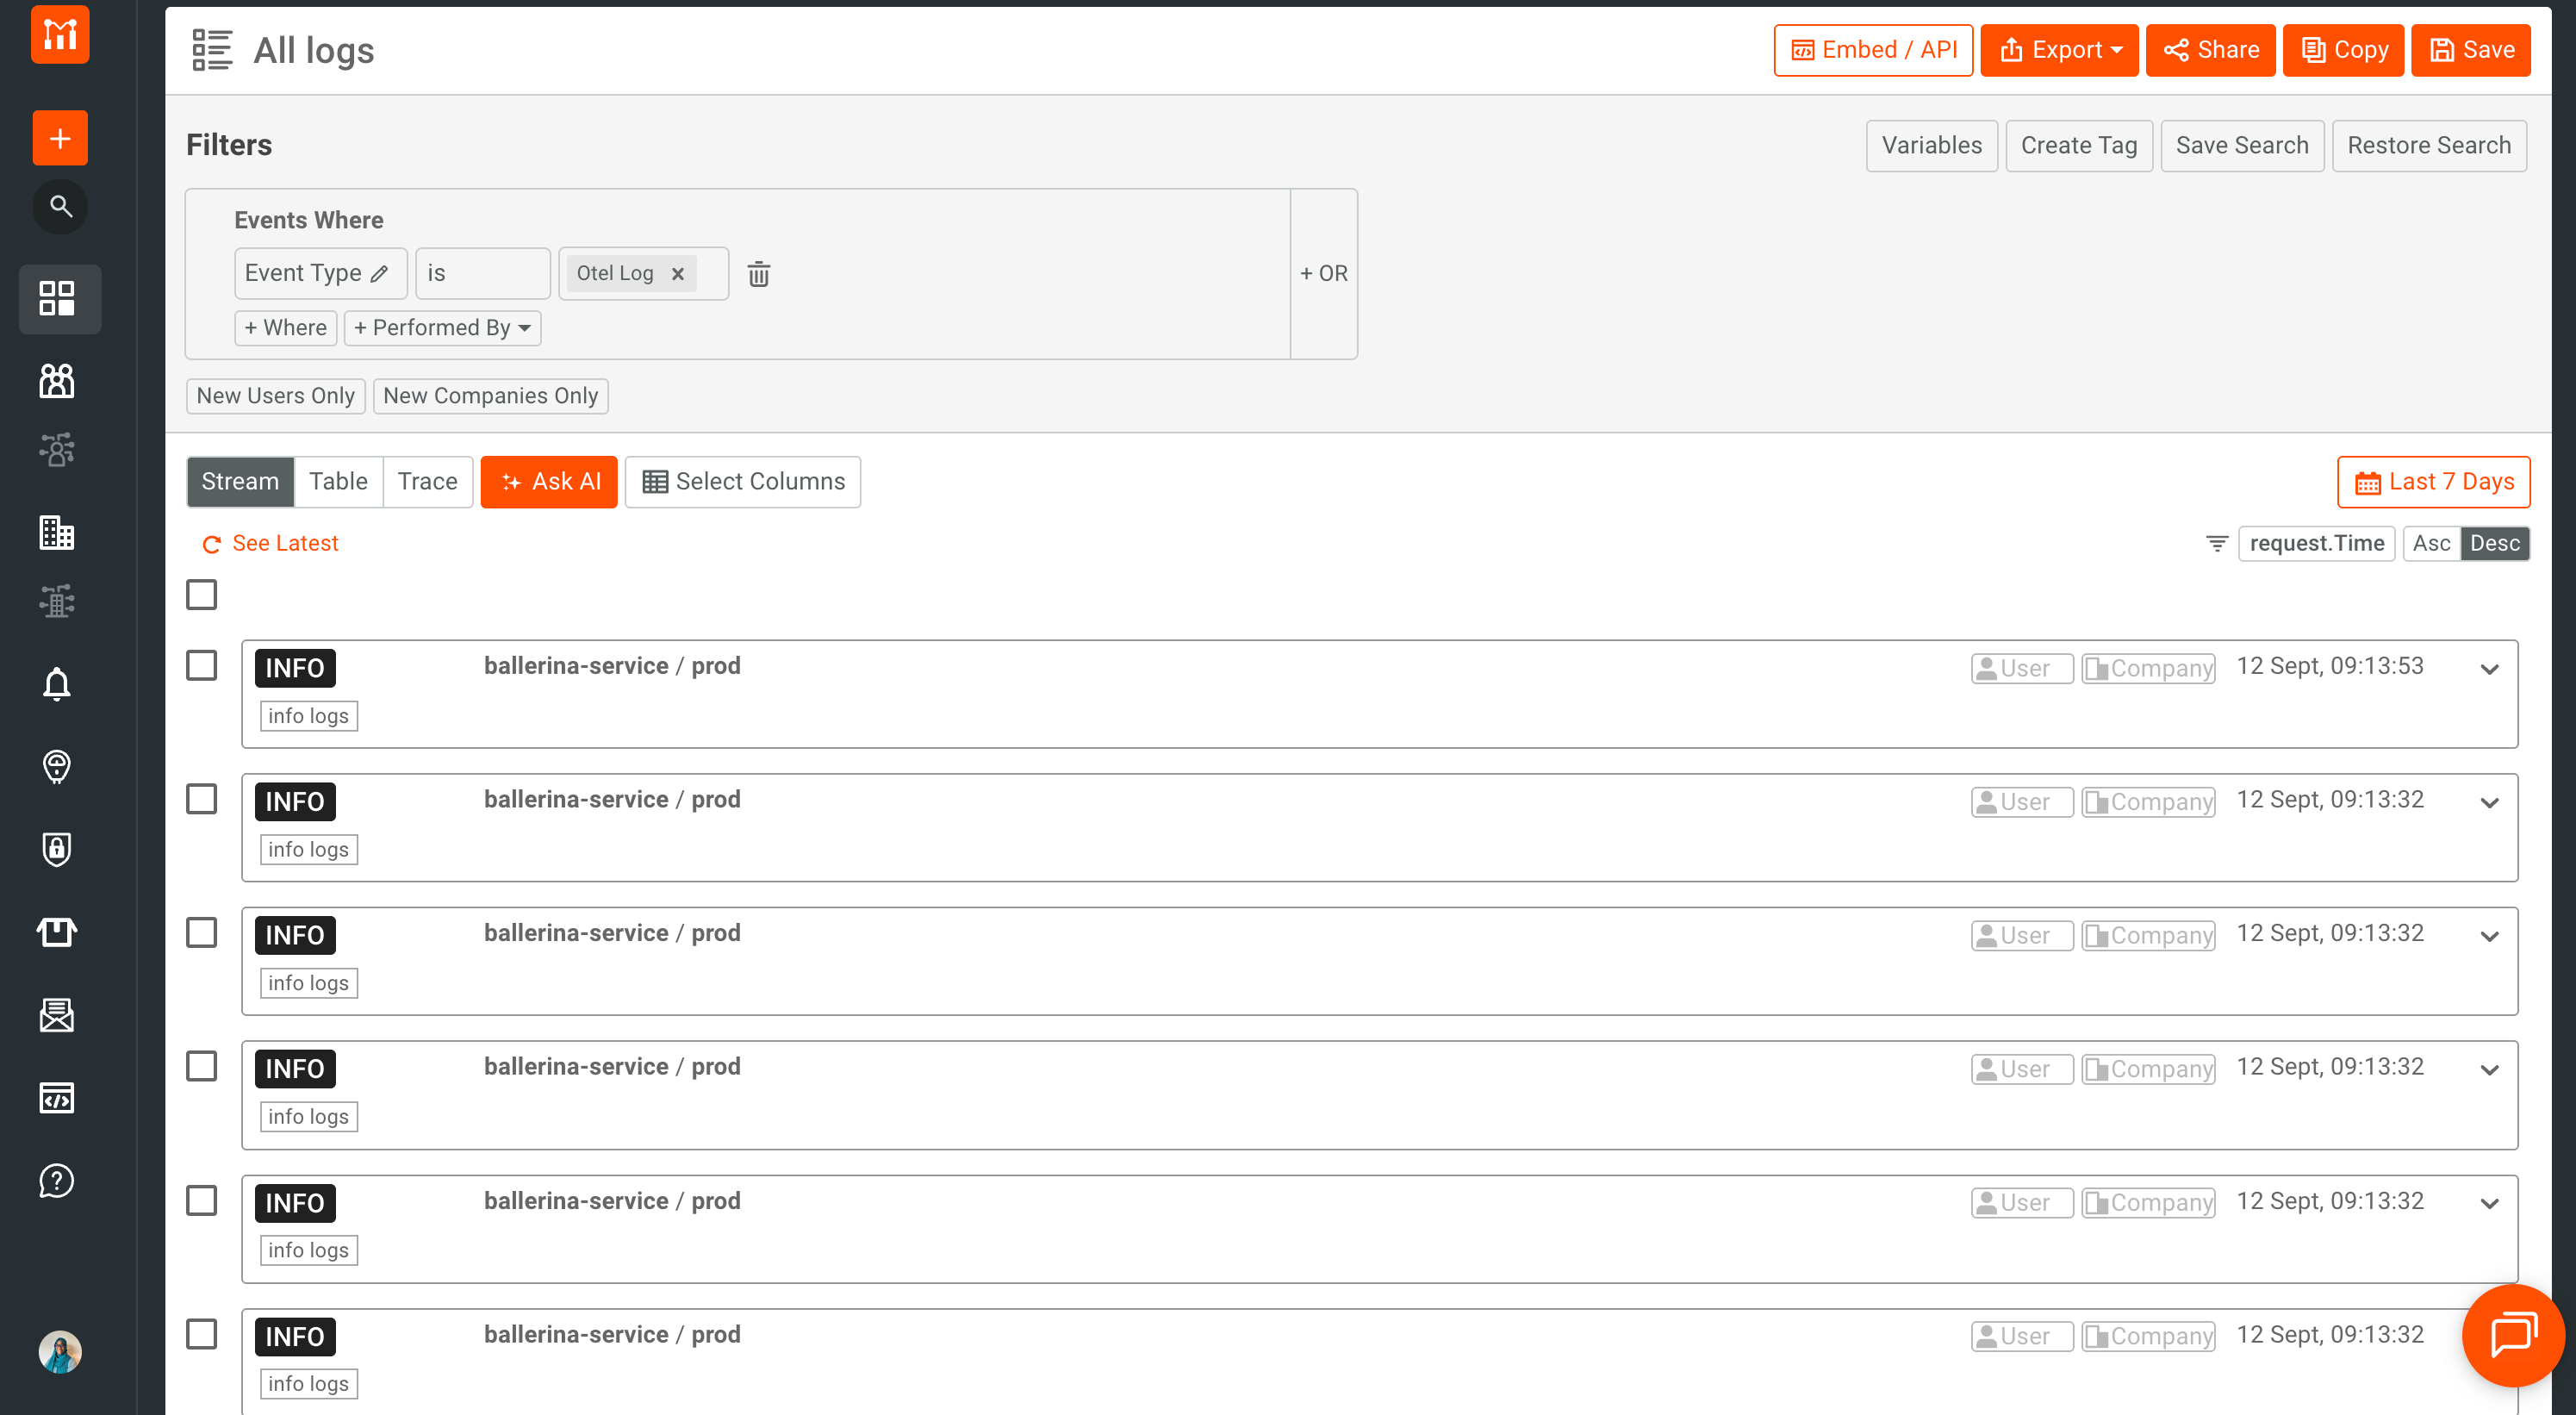 All logs
Embed / API
Export
Share
Copy
Save
Filters
Variables
Create Tag
Save Search
Restore Search
Events Where
Event Type
is
Otel Log
+ OR
+ Where
+ Performed By
New Users Only
New Companies Only
Stream
Table
Trace
Ask AI
Select Columns
Last 7 Days
See Latest
request.Time
Asc
Desc
INFO ballerina-service / prod User Company 12 Sept, 09:13:53
info logs
INFO ballerina-service / prod User Company 12 Sept, 09:13:32
info logs
INFO ballerina-service / prod User Company 12 Sept, 09:13:32
info logs
INFO ballerina-service / prod User Company 12 Sept, 09:13:32
info logs
INFO ballerina-service / prod User Company 12 Sept, 09:13:32
info logs
INFO ballerina-service / prod User Company 12 Sept, 09:13:32
info logs